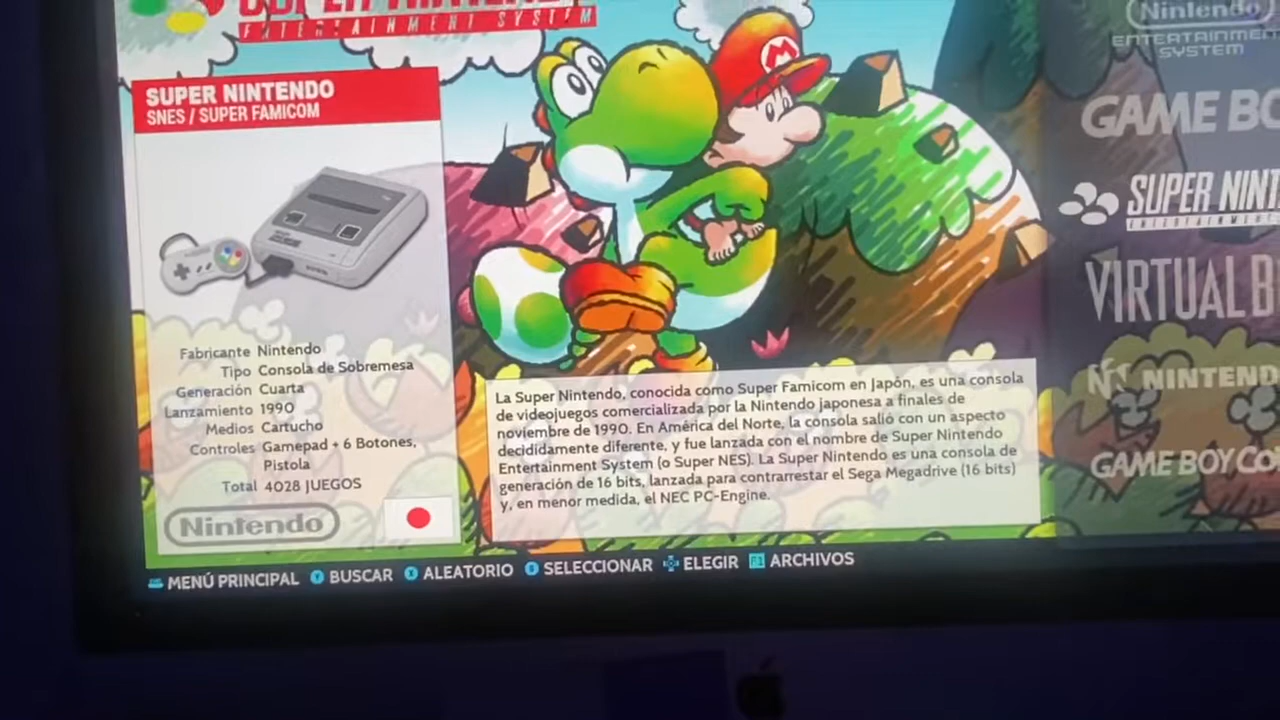 SUPER NINTENDO
ENTERTAINMENT SYSTEM
SUPER NINTENDO
SNES / SUPER FAMICOM
Fabricante Nintendo
Tipo Consola de Sobremesa
Generación Cuarta
Lanzamiento 1990
Medios Cartucho
Controles Gamepad + 6 Botones,
Pistola
Total 4028 JUEGOS
Nintendo
La Super Nintendo, conocida como Super Famicom en Japón, es una consola
de videojuegos comercializada por la Nintendo japonesa a finales de
noviembre de 1990. En América del Norte, la consola salió con un aspecto
decididamente diferente, y fue lanzada con el nombre de Super Nintendo
Entertainment System (o Super NES). La Super Nintendo es una consola de
generación de 16 bits, lanzada para contrarrestar el Sega Megadrive (16 bits)
y, en menor medida, el NEC PC-Engine.
Nintendo
ENTERTAINMENT
SYSTEM
GAME BO
SUPER NINT
VIRTUAL B
NINTEND
GAME BOY CO
MENÚ PRINCIPAL BUSCAR ALEATORIO SELECCIONAR ELEGIR F1 ARCHIVOS